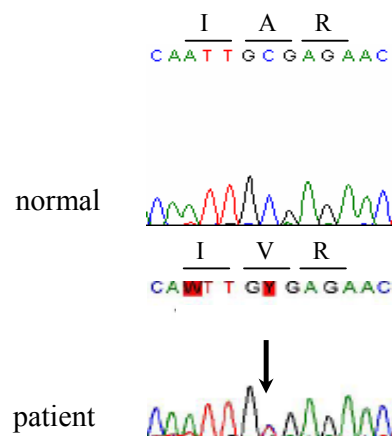 I A R
CAATTGCGAGAAC
normal
I V R
CAWTTGYGAGAAC
patient